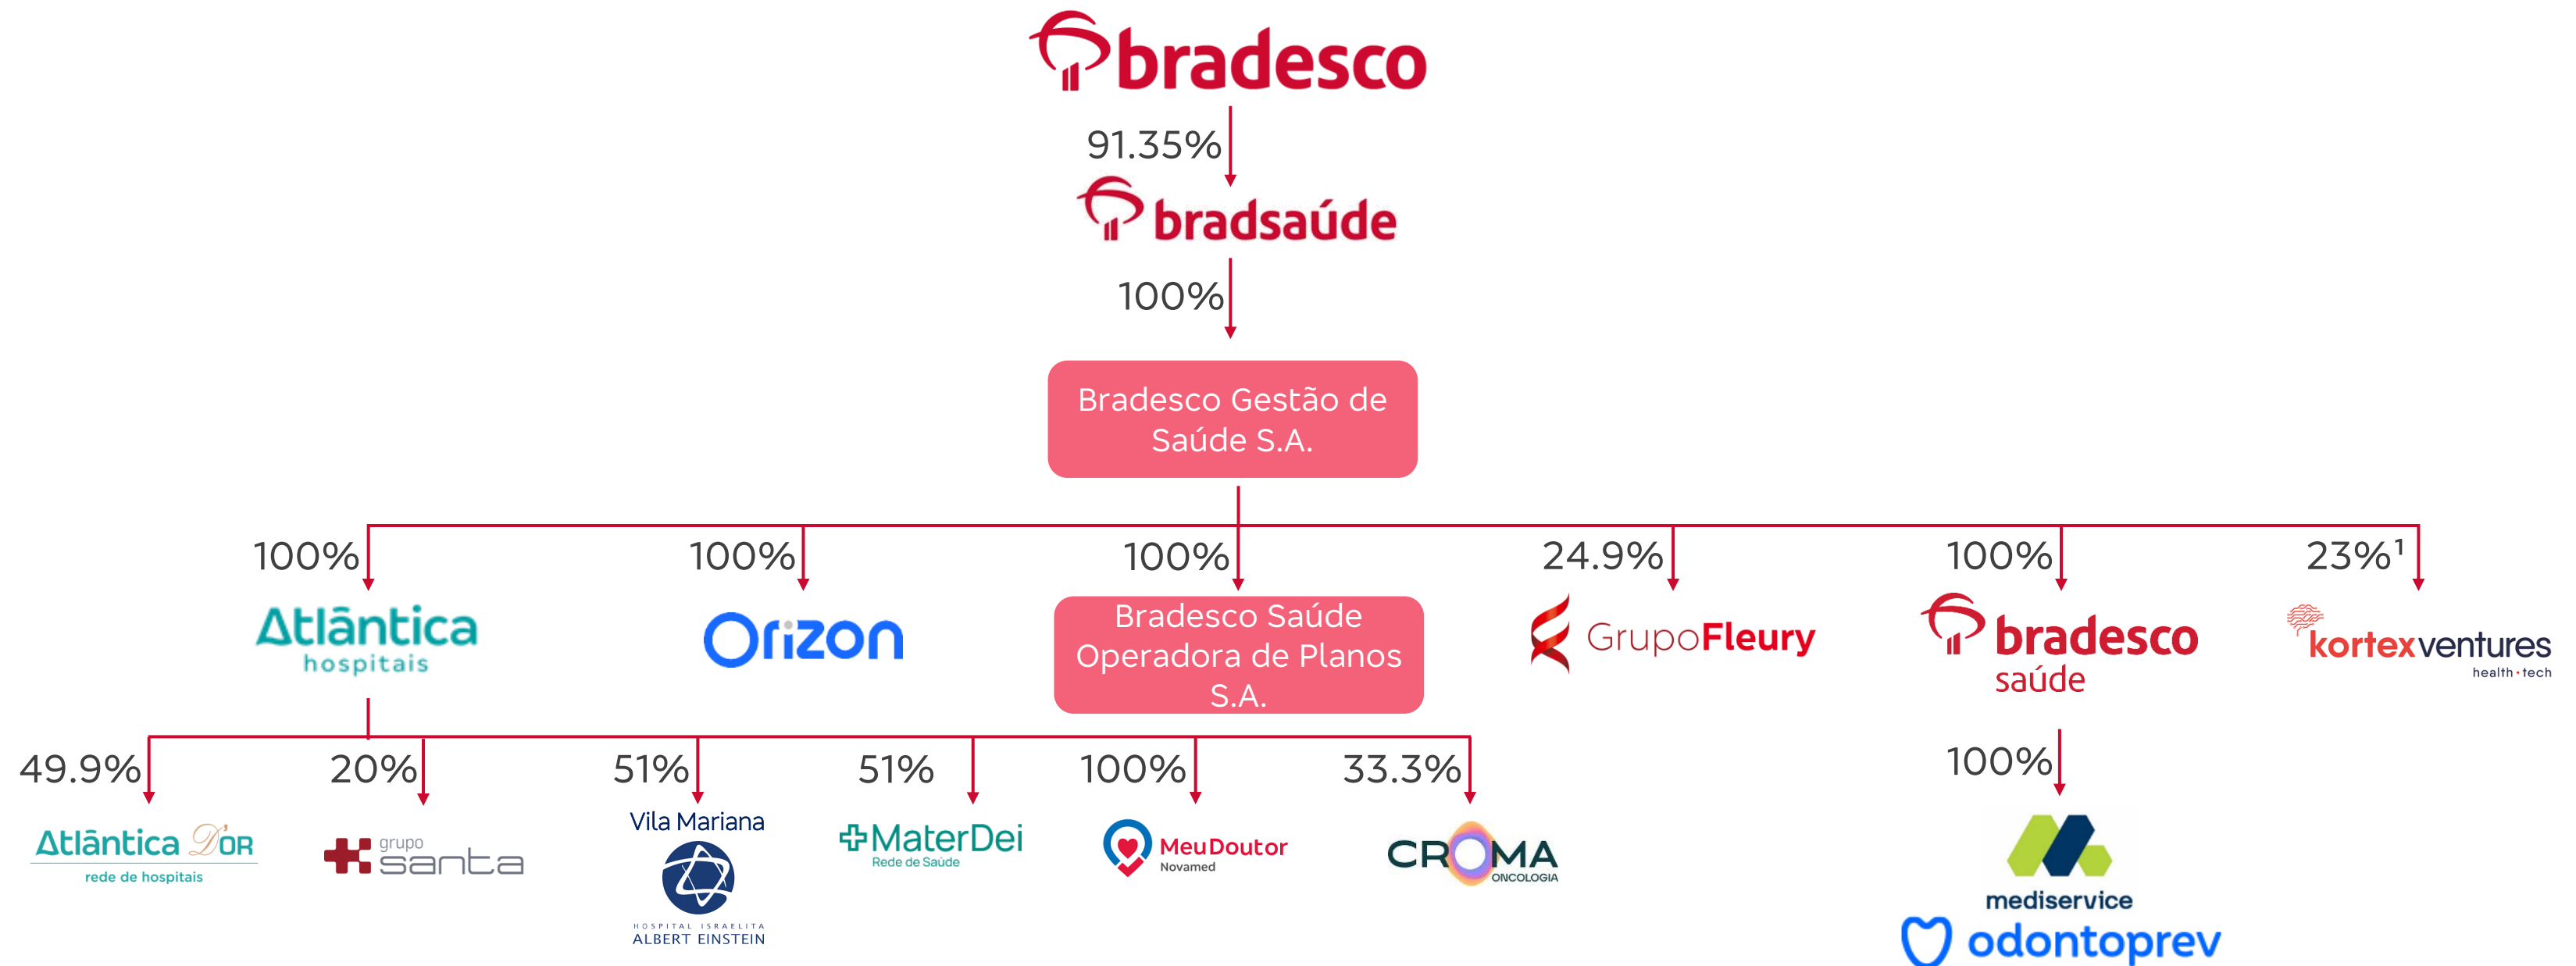 bradesco
91.35%
bradsaúde
100%
Bradesco Gestão de
Saúde S.A.
100%
100%
100%
24.9%
100%
23%¹
Atlântica
hospitais
Orizon
Bradesco Saúde
Operadora de Planos
S.A.
GrupoFleury
bradesco
saúde
kortex ventures
health • tech
49.9%
20%
51%
51%
100%
33.3%
100%
Atlântica D'OR
rede de hospitais
grupo
santa
Vila Mariana
HOSPITAL ISRAELITA
ALBERT EINSTEIN
MaterDei
Rede de Saúde
MeuDoutor
Novamed
CROMA
ONCOLOGIA
mediservice
odontoprev